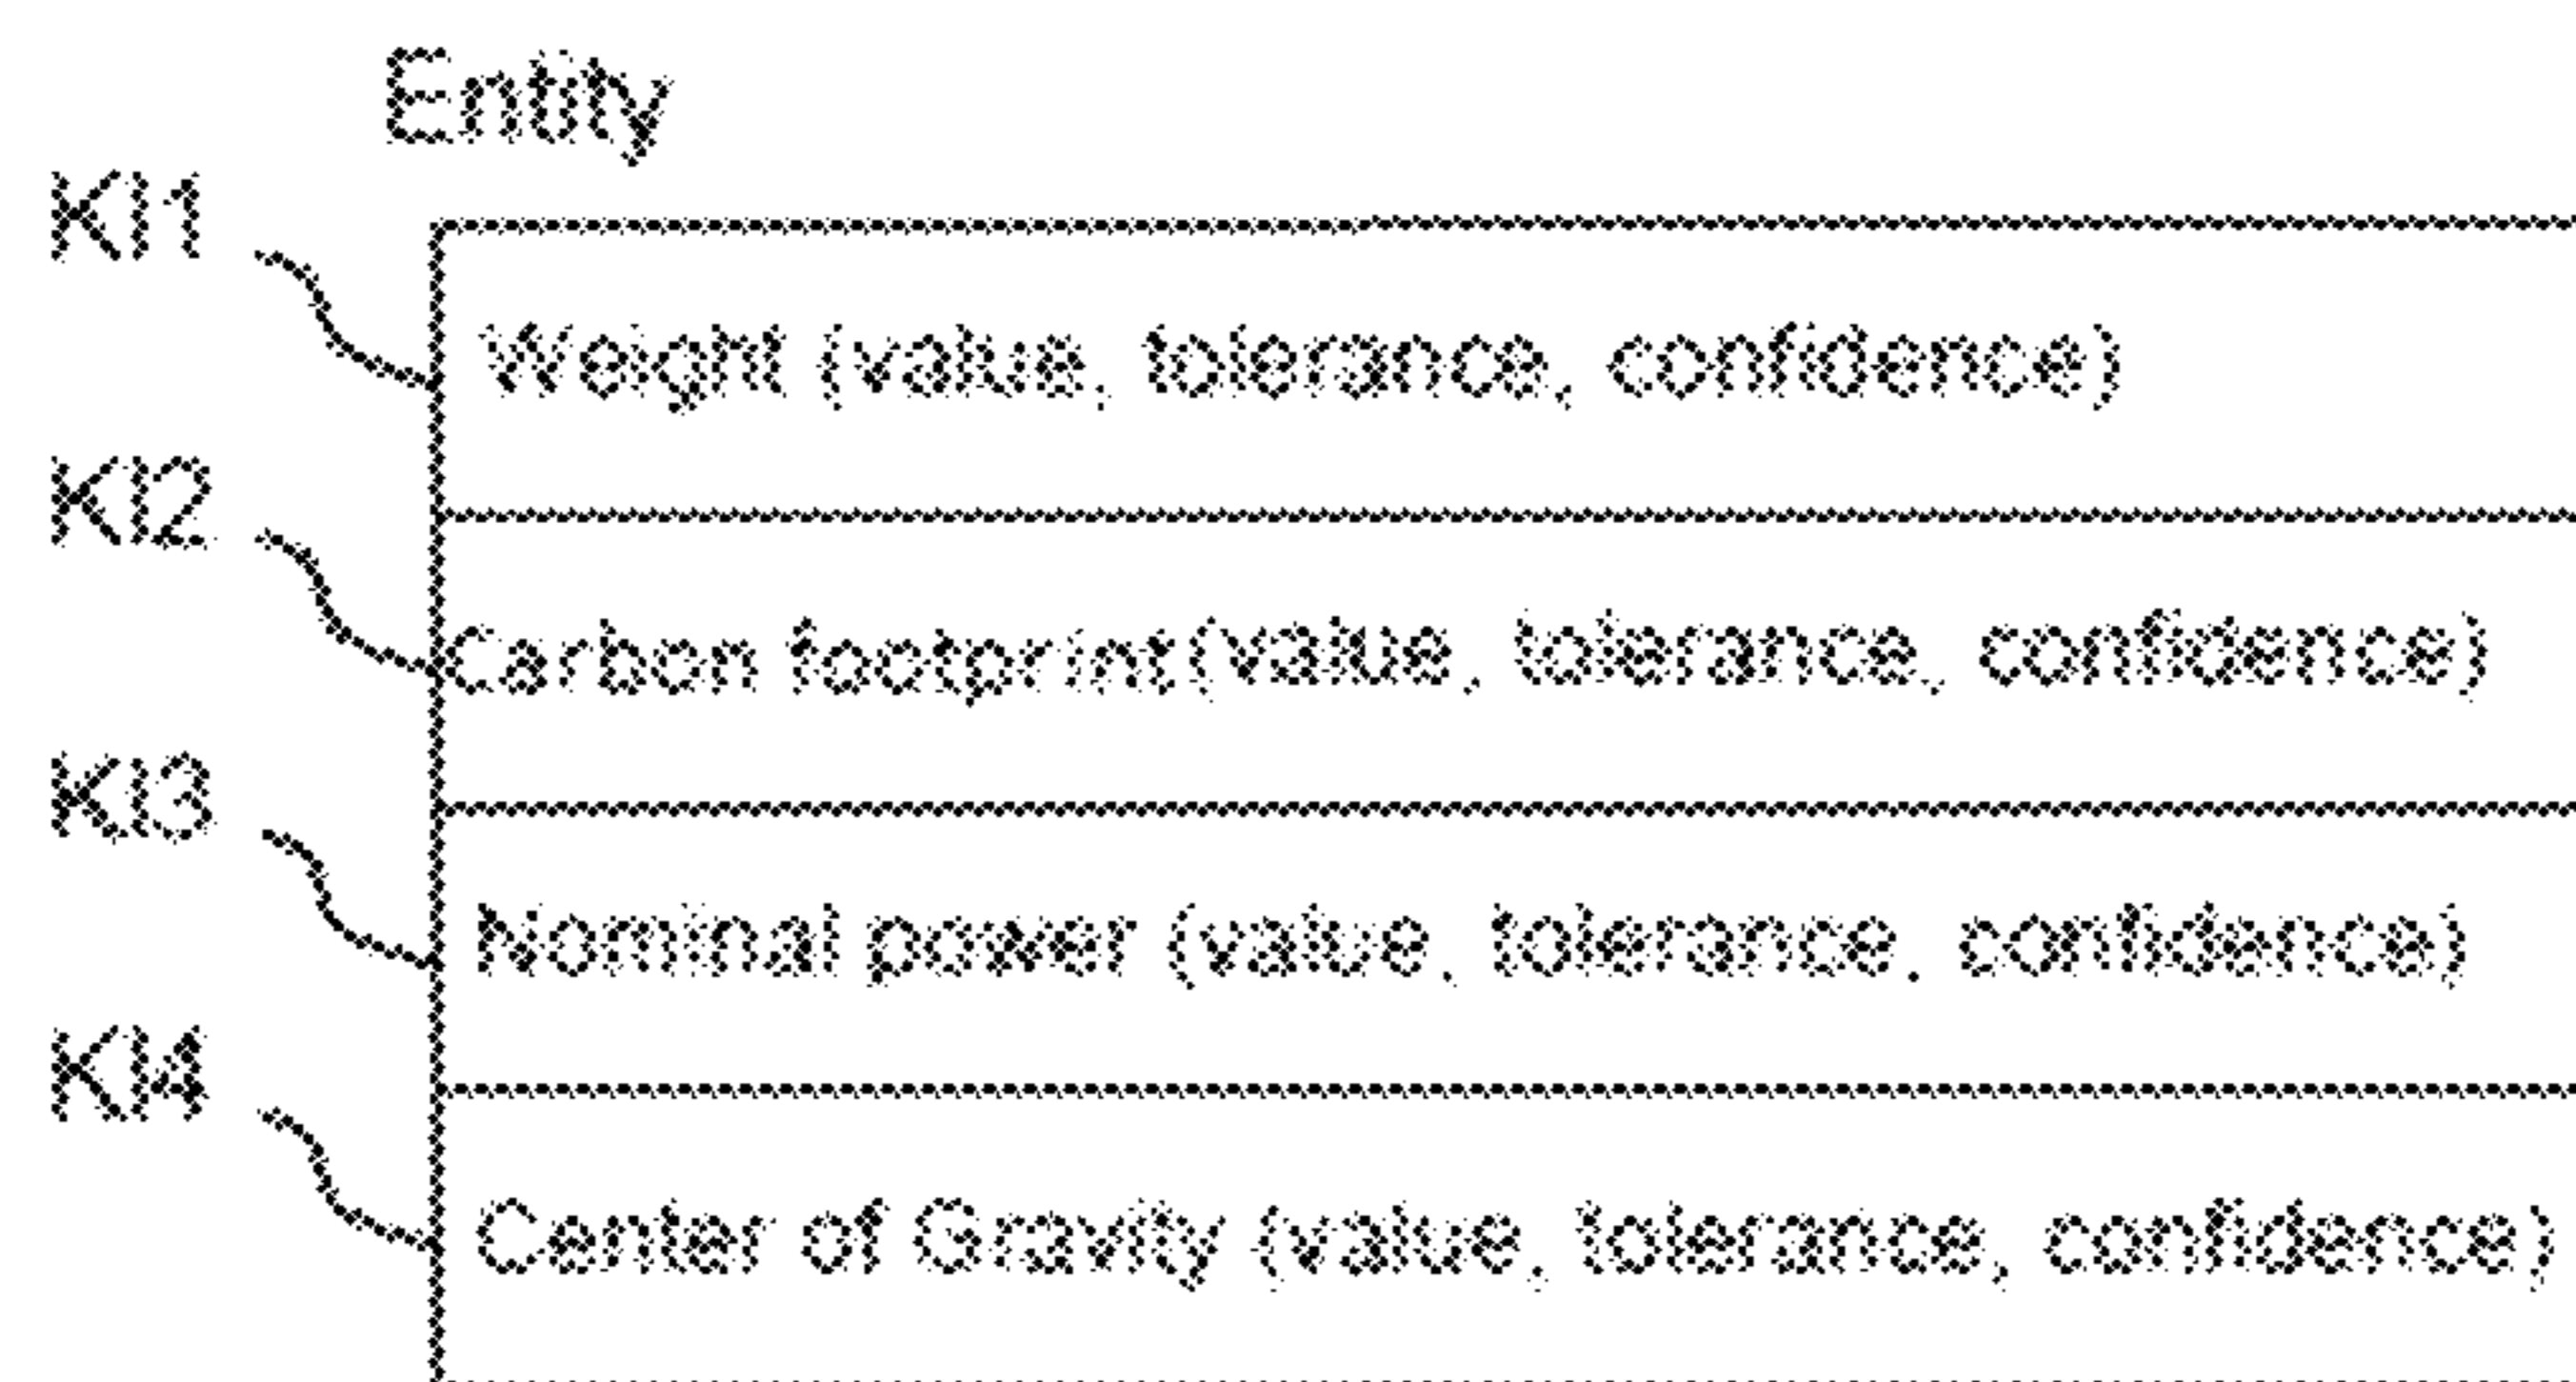 Entity
KI1
Weight (value, tolerance, confidence)
KI2
Carbon footprint (value, tolerance, confidence)
KI3
Nominal power (value, tolerance, confidence)
KI4
Center of Gravity (value, tolerance, confidence)